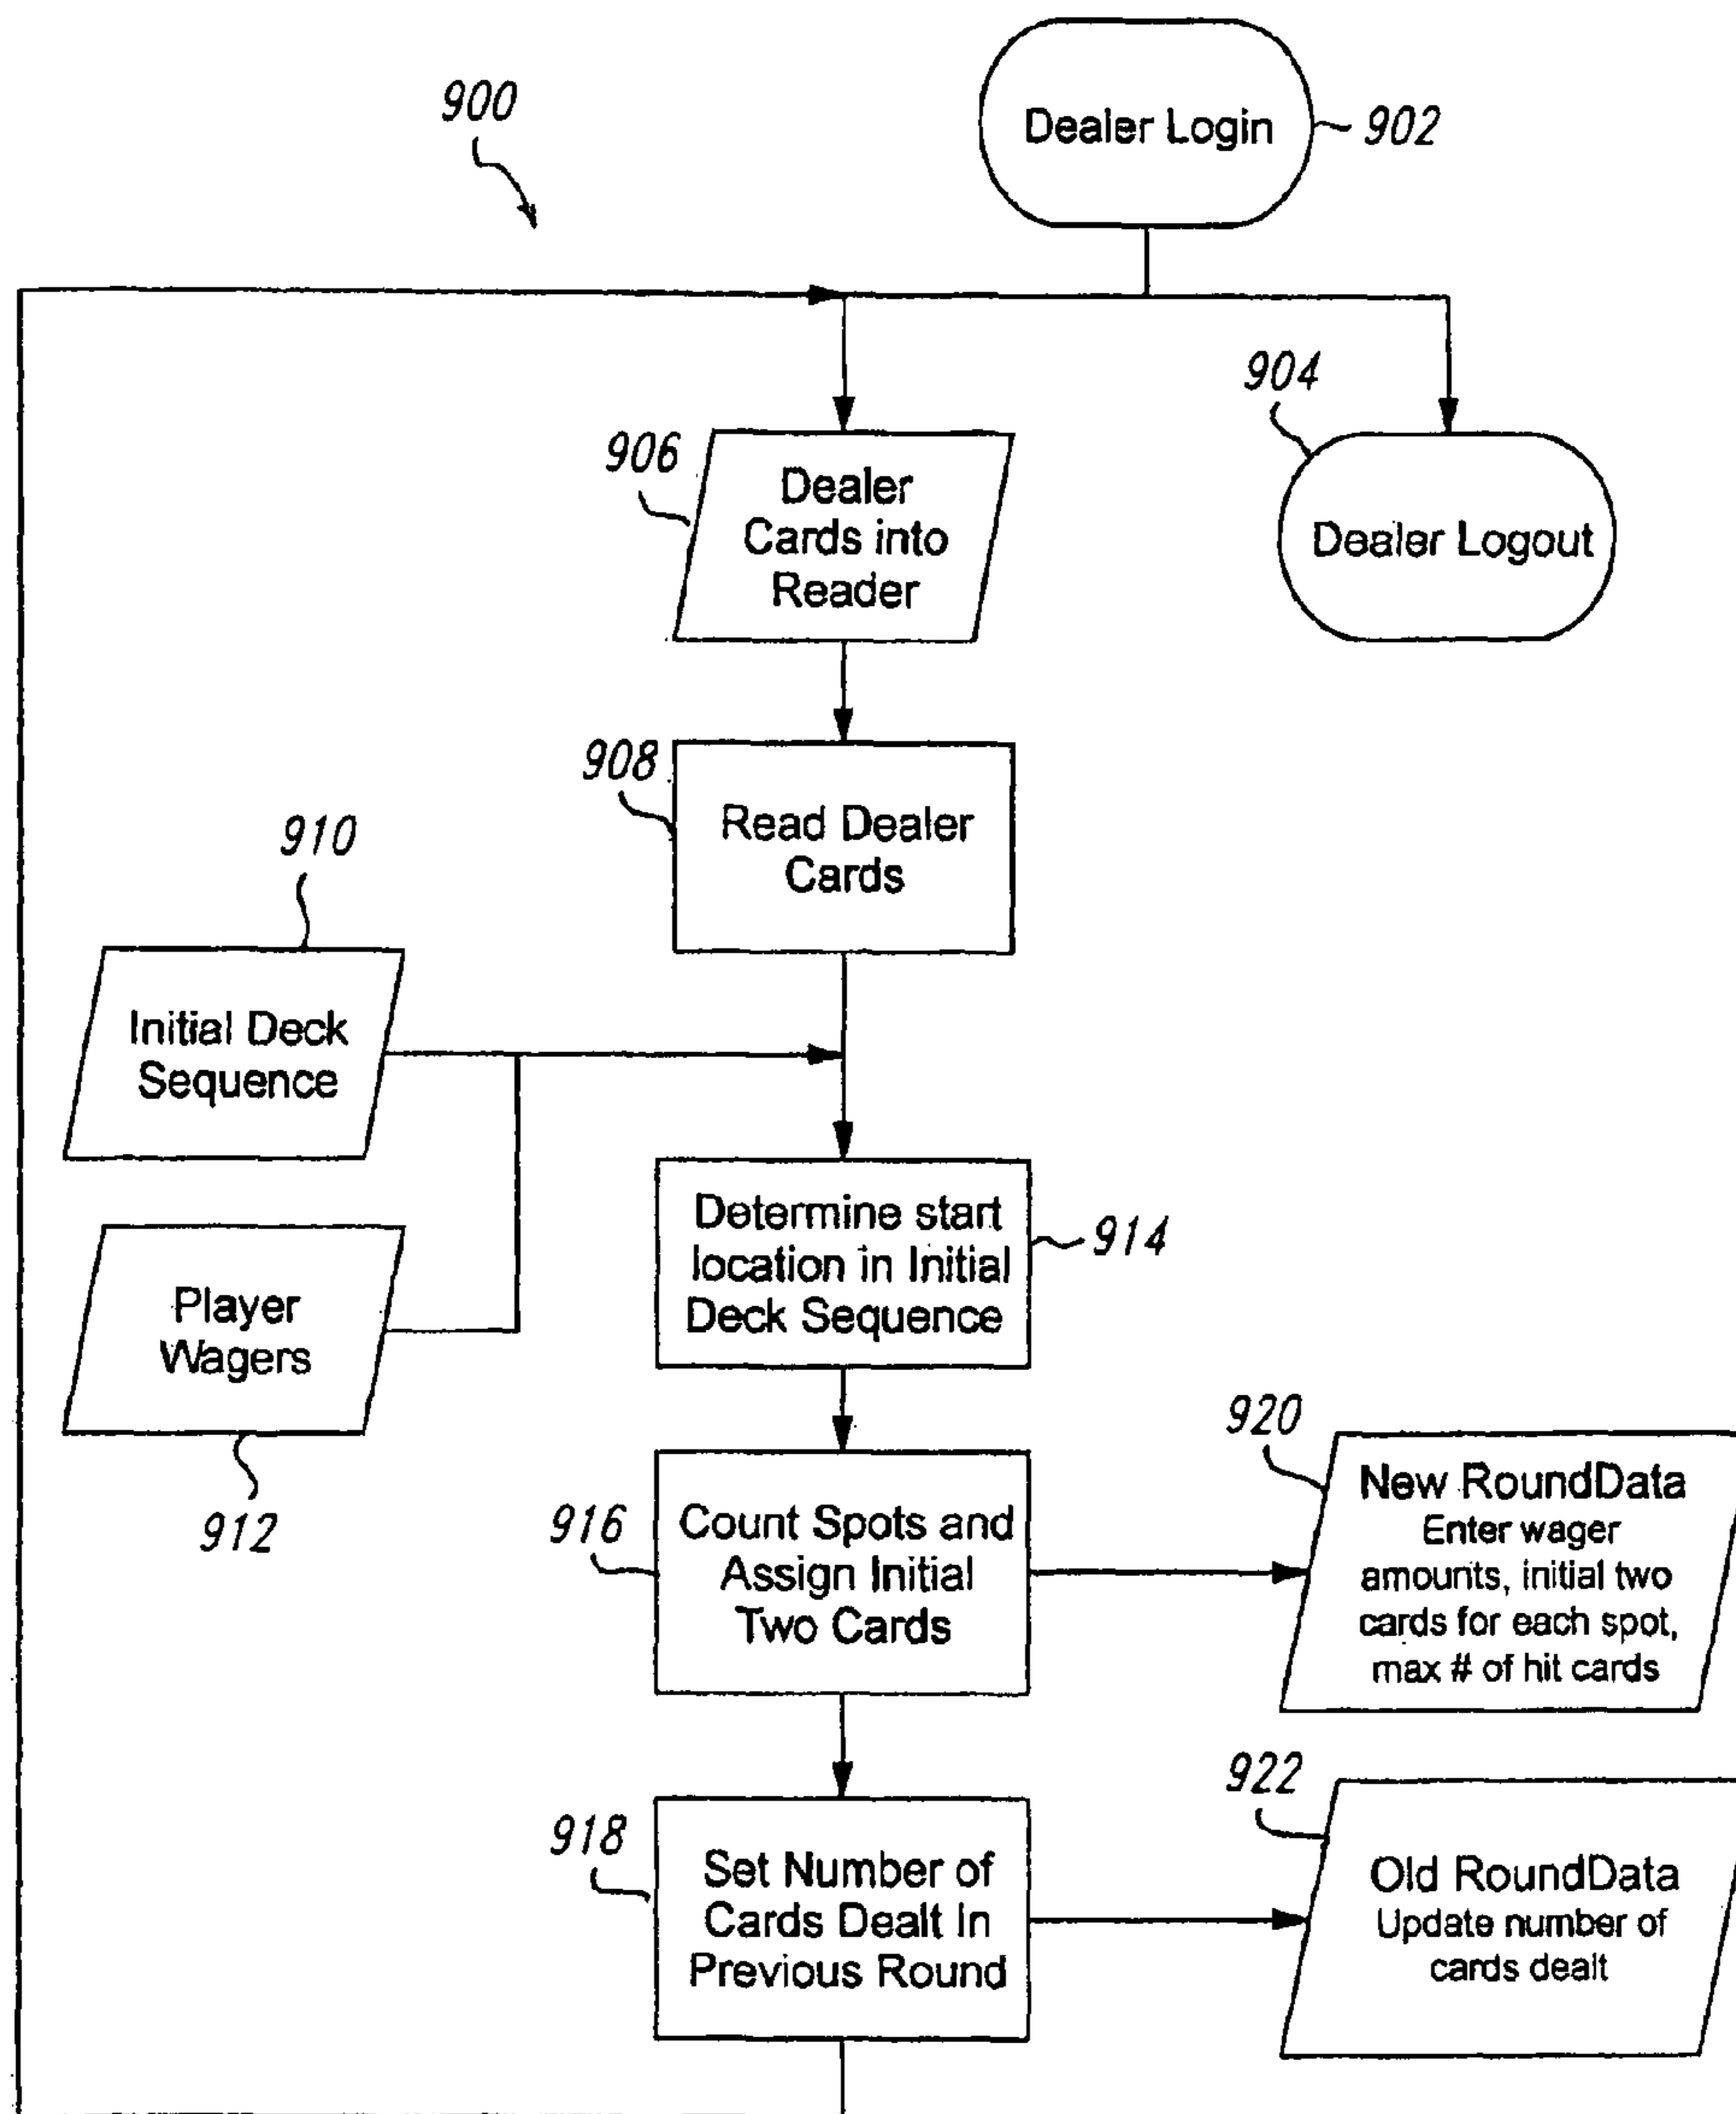 900
Dealer Login
902
904
Dealer Logout
906
Dealer
Cards into
Reader
908
Read Dealer
Cards
910
Initial Deck
Sequence
Player
Wagers
912
Determine start
location in Initial
Deck Sequence
914
916
Count Spots and
Assign Initial
Two Cards
920
New RoundData
Enter wager
amounts, initial two
cards for each spot,
max # of hit cards
918
Set Number of
Cards Dealt In
Previous Round
922
Old RoundData
Update number of
cards dealt